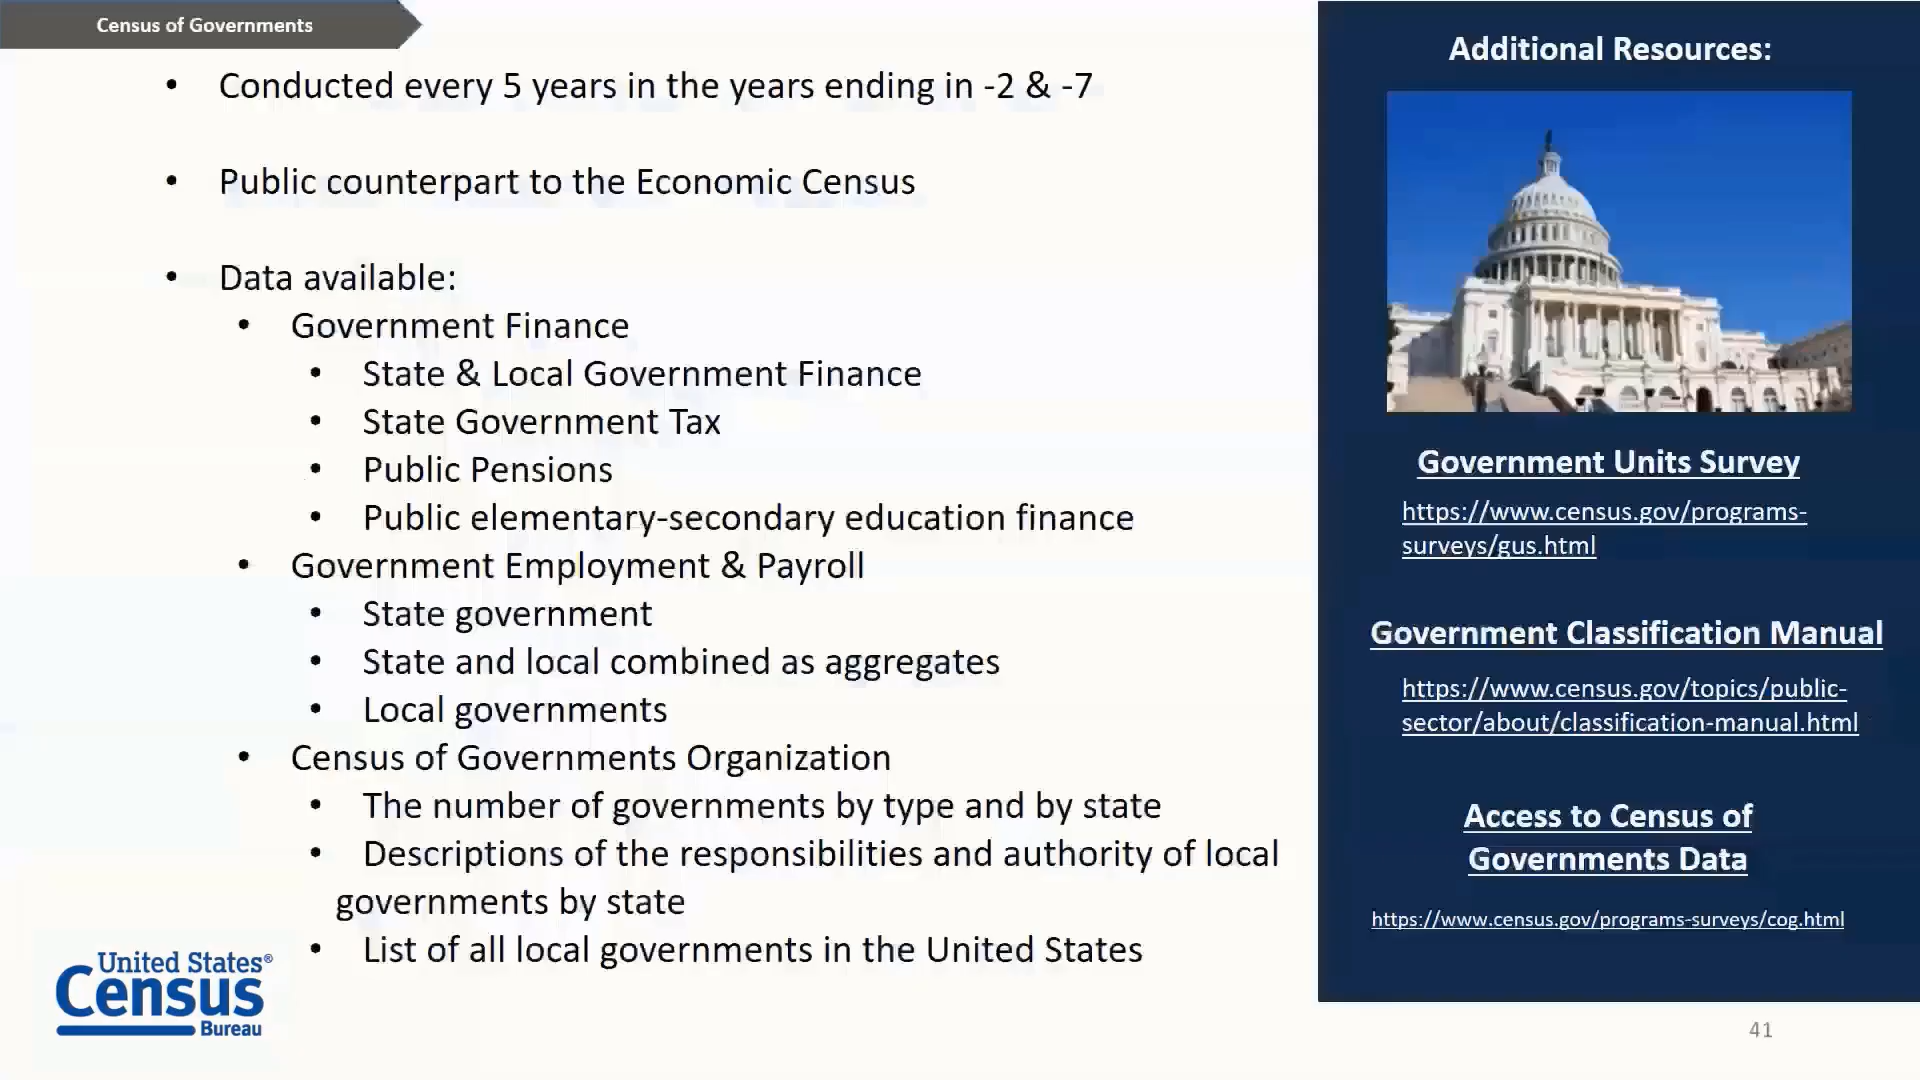 Census of Governments
• Conducted every 5 years in the years ending in -2 & -7
• Public counterpart to the Economic Census
• Data available:
• Government Finance
• State & Local Government Finance
• State Government Tax
• Public Pensions
• Public elementary-secondary education finance
• Government Employment & Payroll
• State government
• State and local combined as aggregates
• Local governments
• Census of Governments Organization
• The number of governments by type and by state
• Descriptions of the responsibilities and authority of local
governments by state
• List of all local governments in the United States
United States®
Census
Bureau
Additional Resources:
Government Units Survey
https://www.census.gov/programs-
surveys/gus.html
Government Classification Manual
https://www.census.gov/topics/public-
sector/about/classification-manual.html
Access to Census of
Governments Data
https://www.census.gov/programs-surveys/cog.html
41